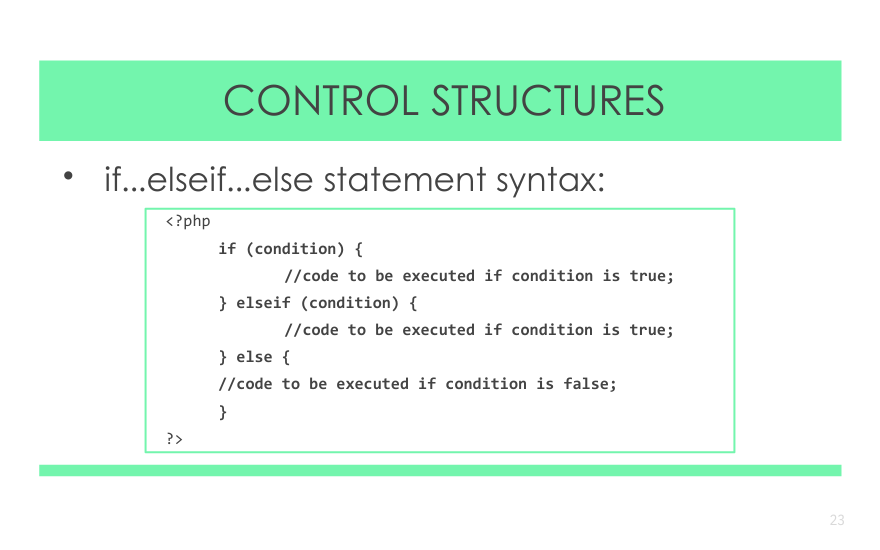 CONTROL STRUCTURES
• if...elseif...else statement syntax:
<?php
if (condition) {
//code to be executed if condition is true;
} elseif (condition) {
//code to be executed if condition is true;
} else {
//code to be executed if condition is false;
}
?>
23